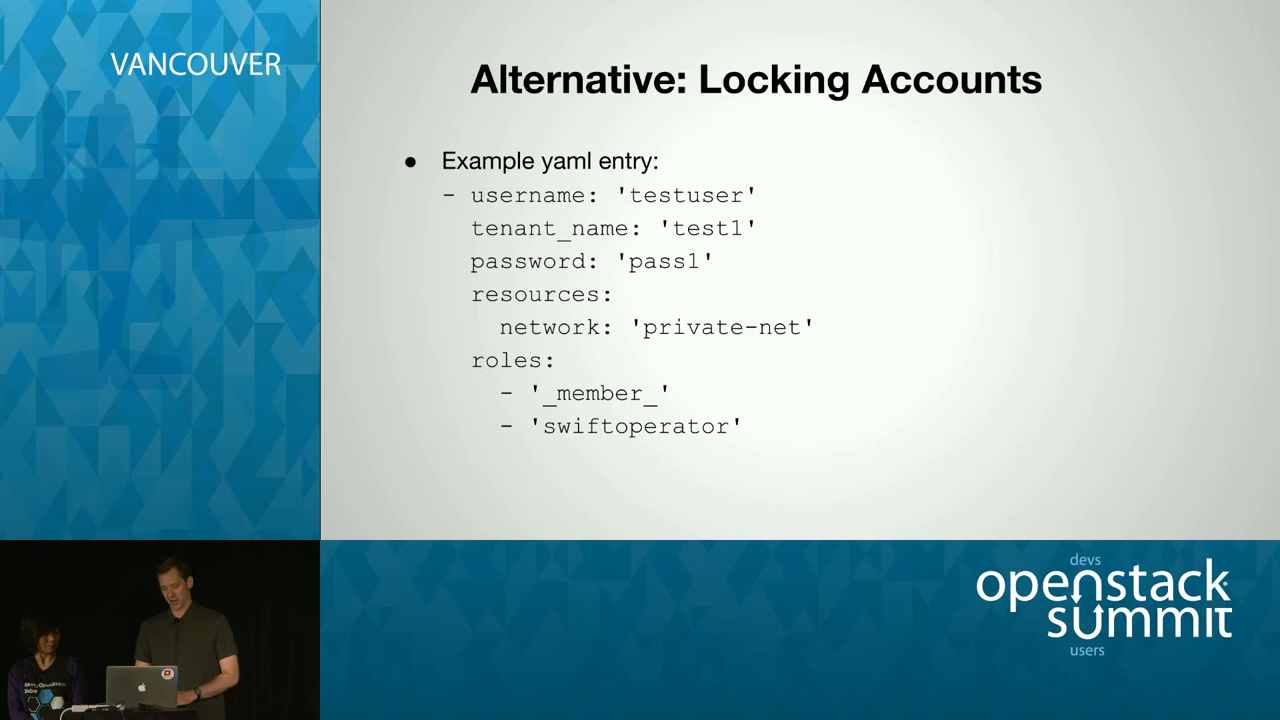 VANCOUVER
Alternative: Locking Accounts
● Example yaml entry:
- username: 'testuser'
tenant_name: 'test1'
password: 'pass1'
resources:
network: 'private-net'
roles:
- '_member_'
- 'swiftoperator'
devs
openstack
summit
users